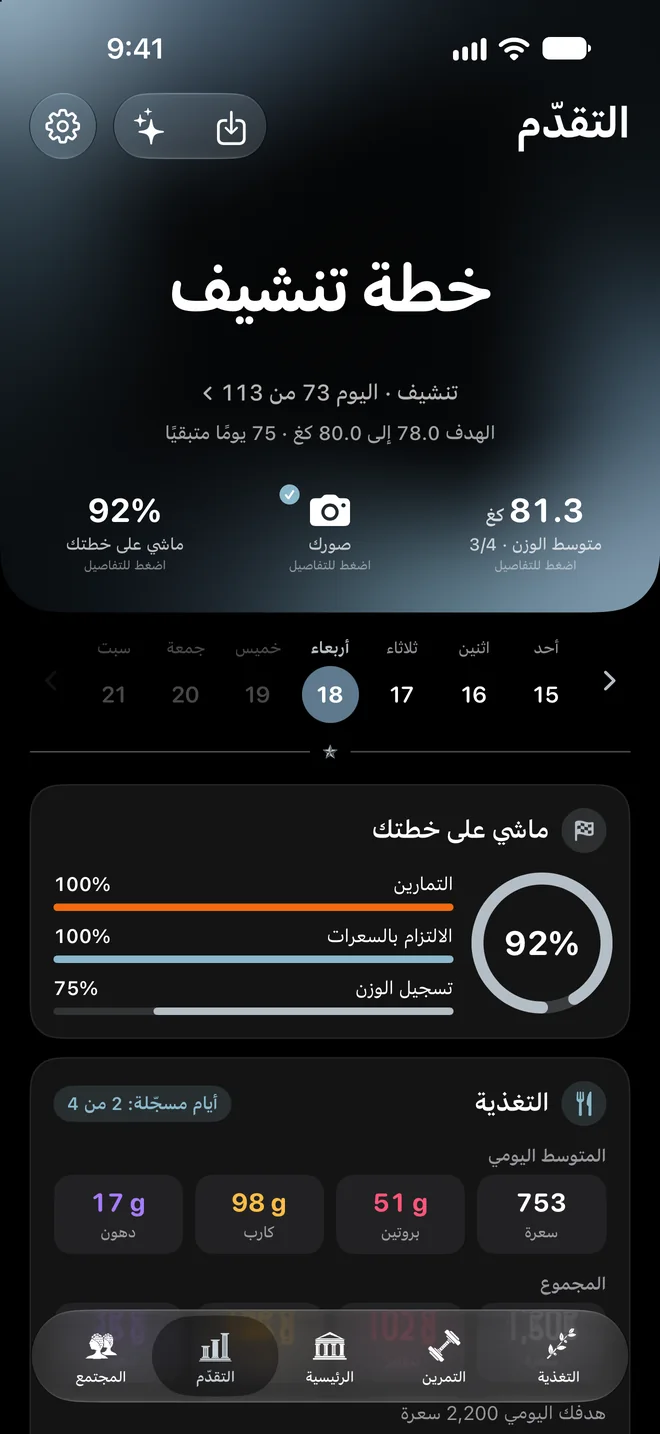 9:41
التقدّم
خطة تنشيف
تنشيف · اليوم 73 من 113
الهدف 78.0 إلى 80.0 كغ · 75 يومًا متبقيًا
81.3 كغ
متوسط الوزن · 3/4
اضغط للتفاصيل
صورك
اضغط للتفاصيل
92%
ماشي على خطتك
اضغط للتفاصيل
أحد اثنين ثلاثاء أربعاء خميس جمعة سبت
15 16 17 18 19 20 21
ماشي على خطتك
92%
التمارين 100%
الالتزام بالسعرات 100%
تسجيل الوزن 75%
التغذية
أيام مسجّلة: 2 من 4
المتوسط اليومي
753 51 g 98 g 17 g
سعرة بروتين كارب دهون
المجموع
التغذية التمرين الرئيسية التقدّم المجتمع
هدفك اليومي 2,200 سعرة